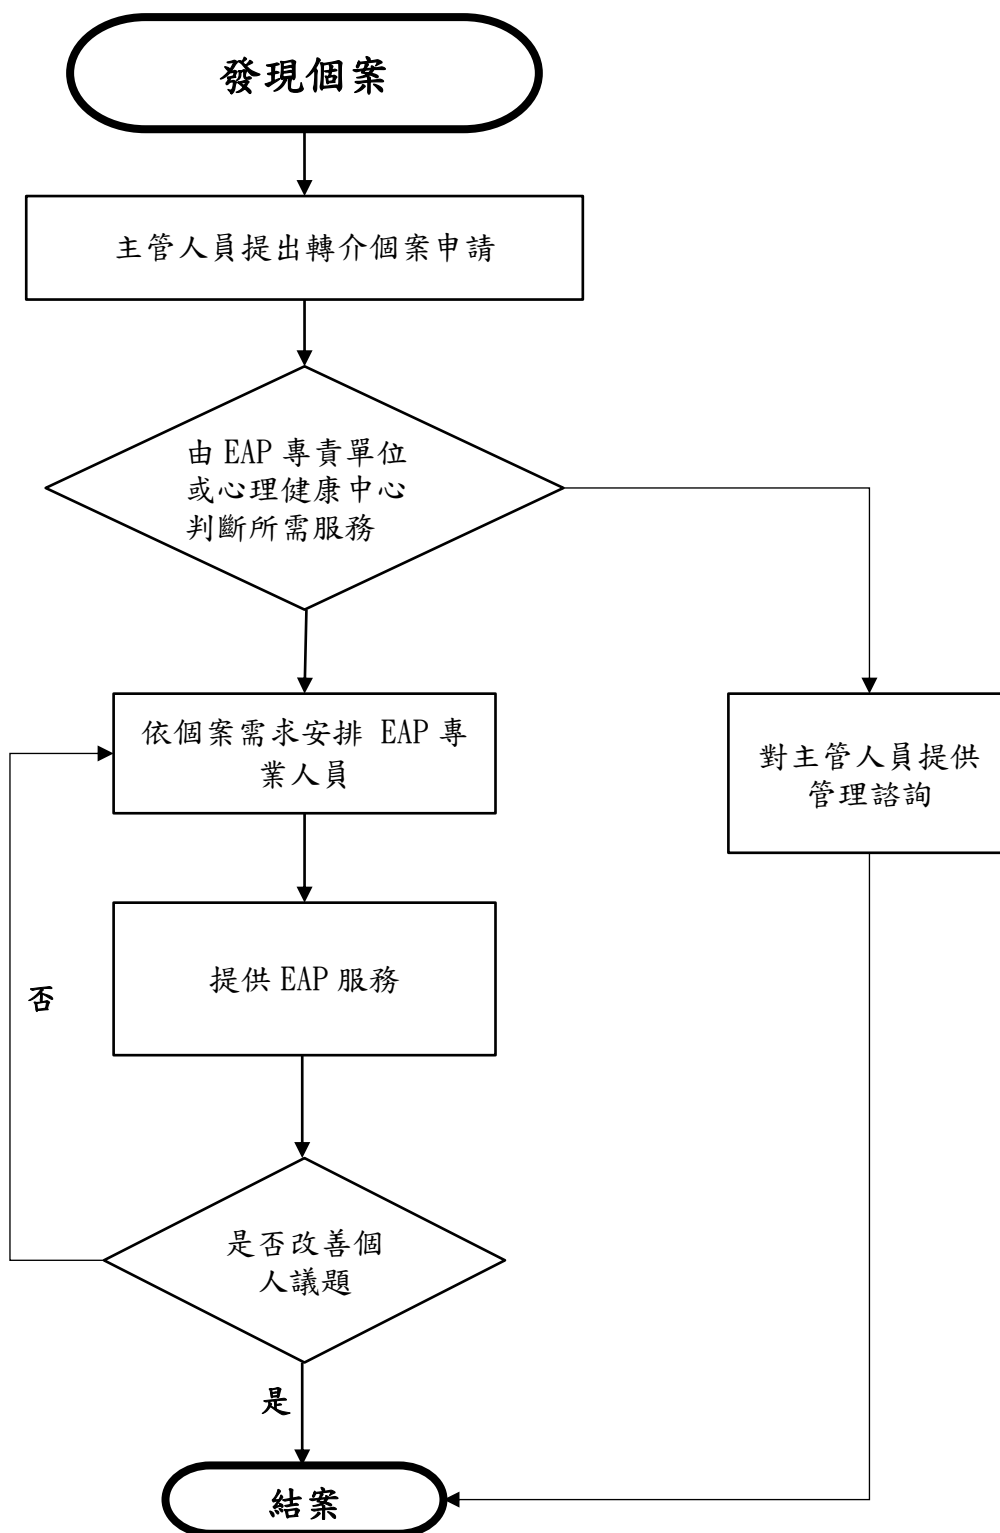 發現個案
主管人員提出轉介個案申請
由 EAP 專責單位
或心理健康中心
判斷所需服務
依個案需求安排 EAP 專
業人員
對主管人員提供
管理諮詢
提供 EAP 服務
否
是否改善個
人議題
是
結案